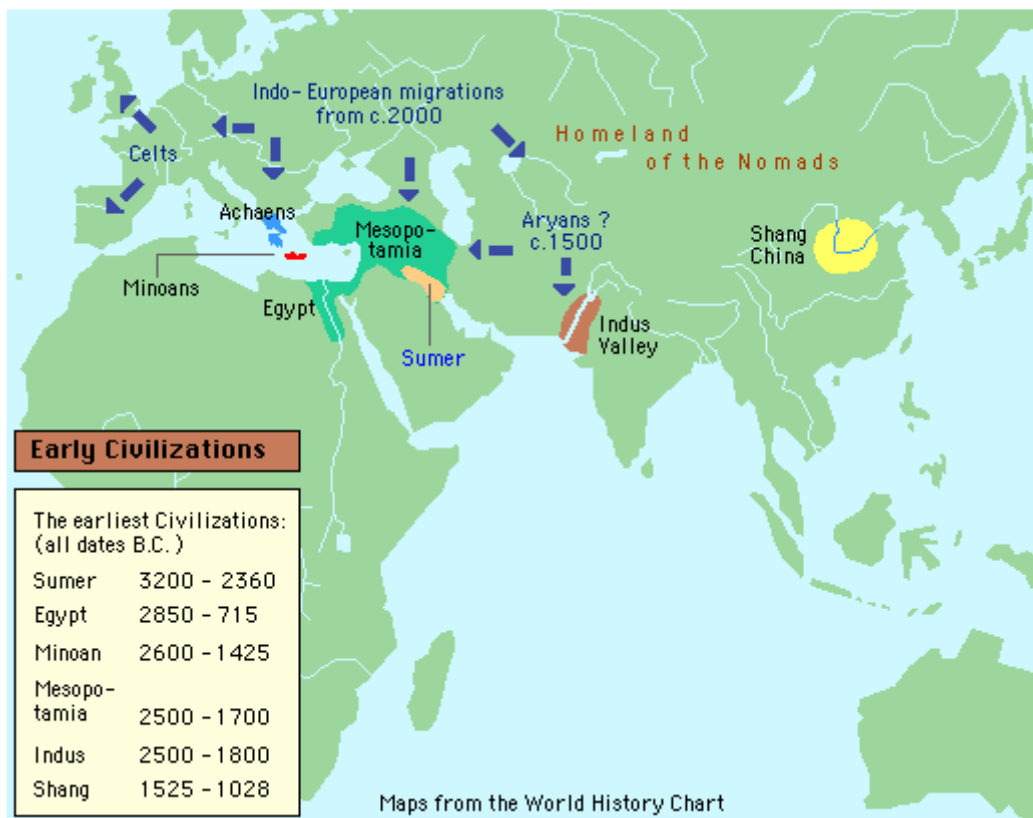 Indo-European migrations
from c.2000
Homeland
of the Nomads
Celts
Achaens
Mesopo-
tamia
Aryans ?
c.1500
Shang
China
Minoans
Egypt
Sumer
Indus
Valley
Early Civilizations
The earliest Civilizations:
(all dates B.C.)
Sumer 3200 - 2360
Egypt 2850 - 715
Minoan 2600 - 1425
Mesopo-
tamia 2500 - 1700
Indus 2500 - 1800
Shang 1525 - 1028
Maps from the World History Chart